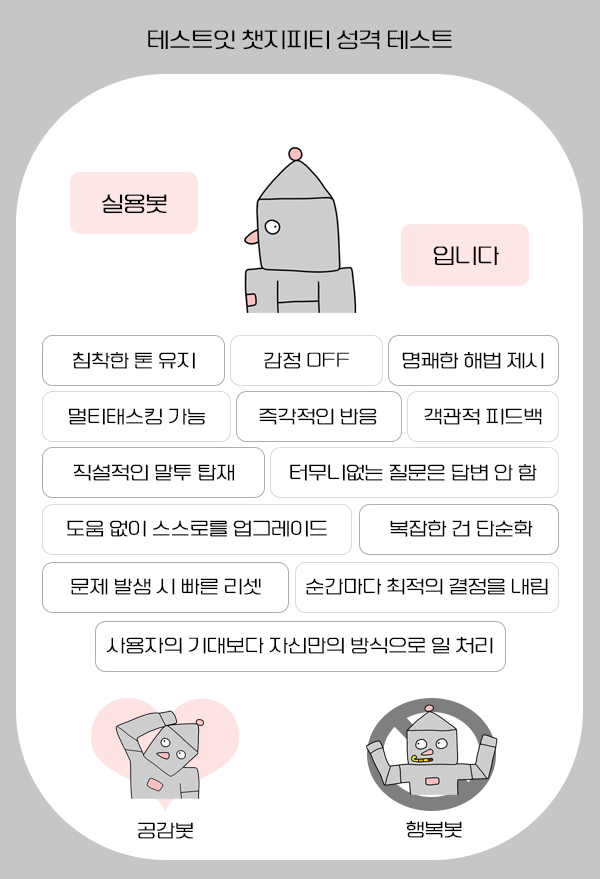 테스트잇 챗지피티 성격 테스트
실용봇
입니다
침착한 톤 유지 감정 OFF 명쾌한 해법 제시
멀티태스킹 가능 즉각적인 반응 객관적 피드백
직설적인 말투 탑재 터무니없는 질문은 답변 안 함
도움 없이 스스로를 업그레이드 복잡한 건 단순화
문제 발생 시 빠른 리셋 순간마다 최적의 결정을 내림
사용자의 기대보다 자신만의 방식으로 일 처리
공감봇 행복봇